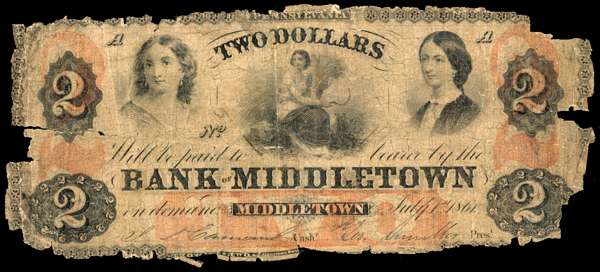 PENNSYLVANIA
A TWO DOLLARS A
2 2
No
Will be paid to bearer by the
BANK OF MIDDLETOWN
2 on demand MIDDLETOWN July 1st 2
Cash. Pres.